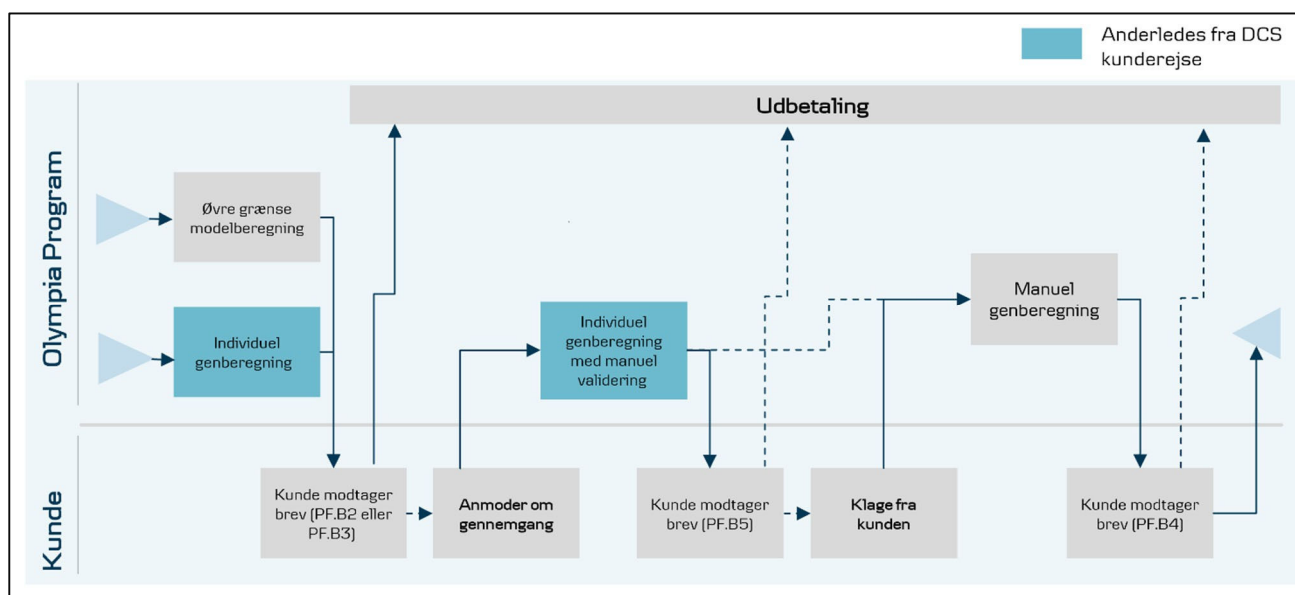 Anderledes fra DCS
kunderejse
Udbetaling
Olympia Program
Øvre grænse
modelberegning
Individuel
genberegning
Individuel
genberegning
med manuel
validering
Manuel
genberegning
Kunde
Kunde modtager
brev (PF.B2 eller
PF.B3)
Anmoder om
gennemgang
Kunde modtager
brev (PF.B5)
Klage fra
kunden
Kunde modtager
brev (PF.B4)